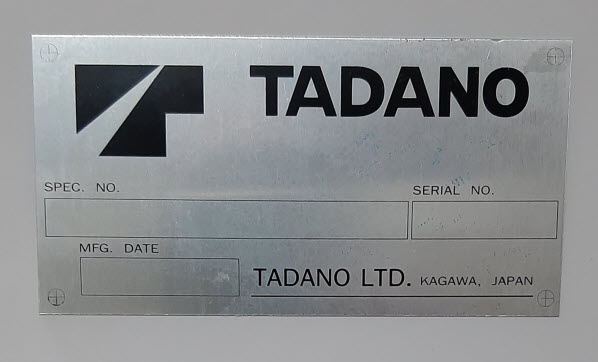 TADANO
SPEC. NO.
SERIAL NO.
MFG. DATE
TADANO LTD. KAGAWA, JAPAN